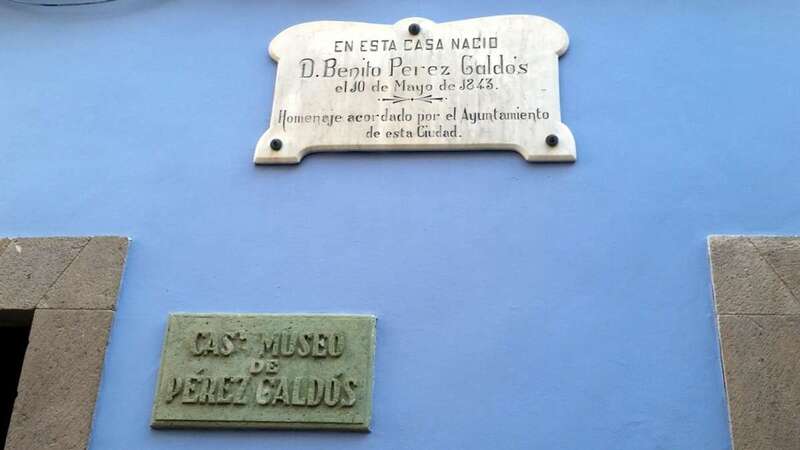 EN ESTA CASA NACIO
D. Benito Perez Galdós
el 10 de Mayo de 1843.
Homenaje acordado por el Ayuntamiento
de esta Ciudad.
CASA MUSEO
DE
PÉREZ GALDÓS